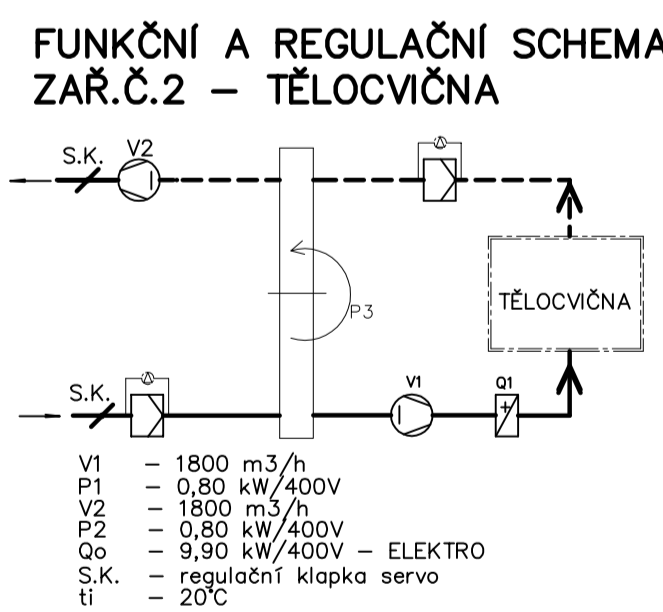 FUNKČNÍ A REGULAČNÍ SCHEMA
ZAŘ.Č.2 – TĚLOCVIČNA
S.K.
V2
P3
TĚLOCVIČNA
S.K.
V1
Q1
V1 – 1800 m3/h
P1 – 0,80 kW/400V
V2 – 1800 m3/h
P2 – 0,80 kW/400V
Qo – 9,90 kW/400V – ELEKTRO
S.K. – regulační klapka servo
ti – 20°C